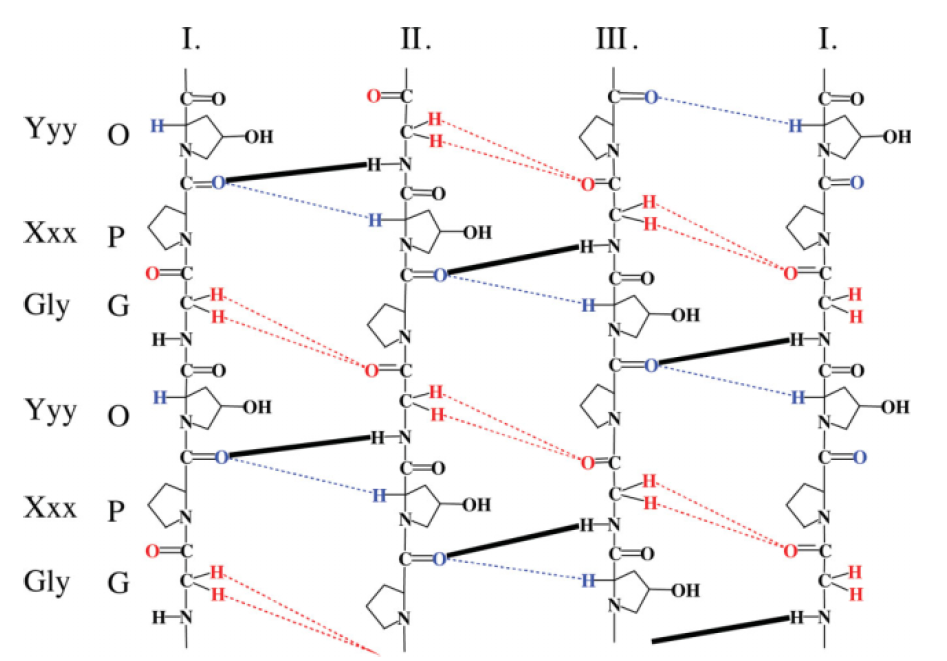 I. II. III. I.
C=O O=C C=O C=O
H C H H
Yyy O OH H OH
N N N
H–N
C=O O=C C=O
C=O
H C H
H H
Xxx P OH
N N H–N N
O=C C=O C=O O=C
H C H
Gly G H H OH H
N
H–N N H–N
C=O O=C C=O C=O
H C H H
Yyy O OH H OH
N N N
H–N
C=O O=C C=O
C=O
H C H
Xxx P OH H
N N H–N N
O=C C=O C=O O=C
C H H C H
Gly G H OH H
H–N N N H–N